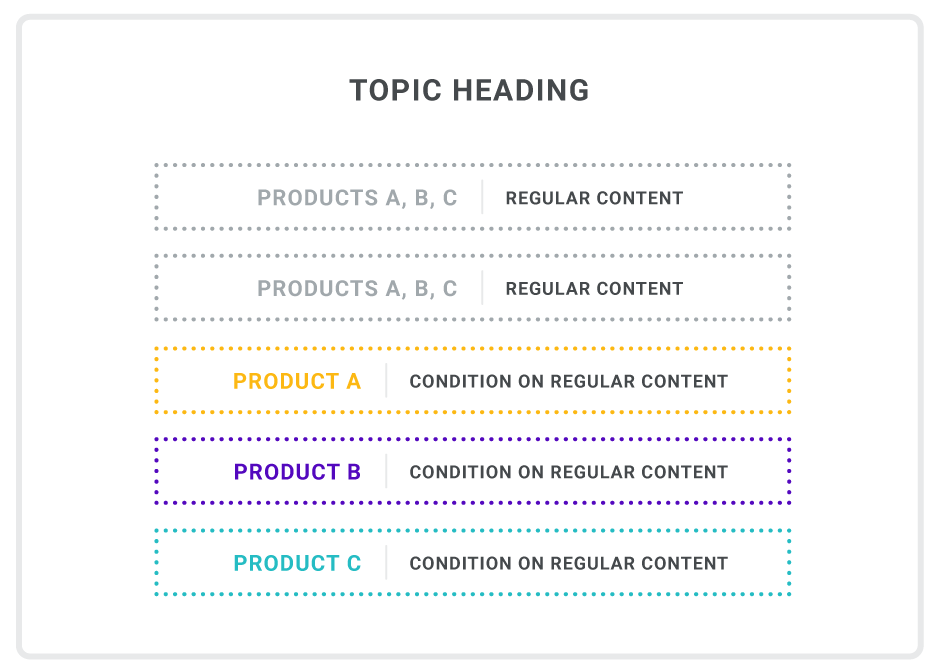 TOPIC HEADING
PRODUCTS A, B, C REGULAR CONTENT
PRODUCTS A, B, C REGULAR CONTENT
PRODUCT A CONDITION ON REGULAR CONTENT
PRODUCT B CONDITION ON REGULAR CONTENT
PRODUCT C CONDITION ON REGULAR CONTENT